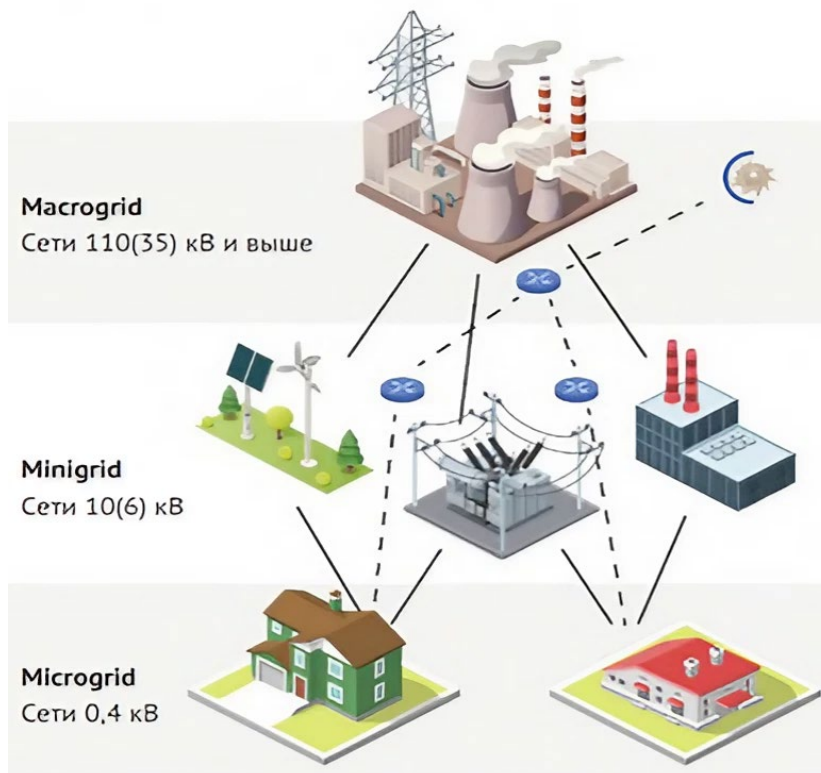 Macrogrid
Сети 110(35) кВ и выше
Minigrid
Сети 10(6) кВ
Microgrid
Сети 0,4 кВ